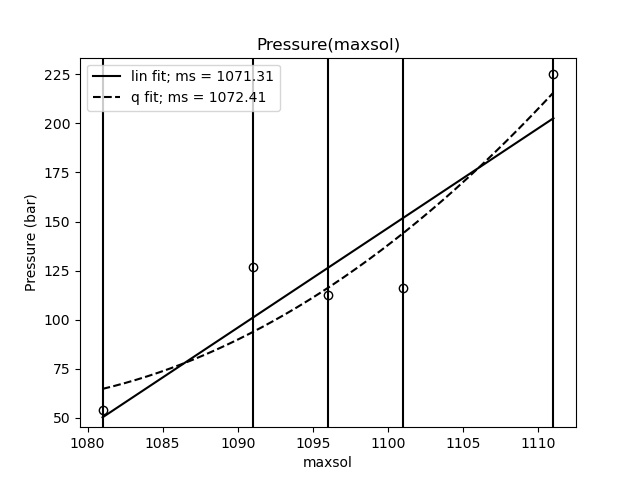 Pressure(maxsol)
lin fit; ms = 1071.31
q fit; ms = 1072.41
225
200
175
150
125
100
75
50
Pressure (bar)
1080 1085 1090 1095 1100 1105 1110
maxsol